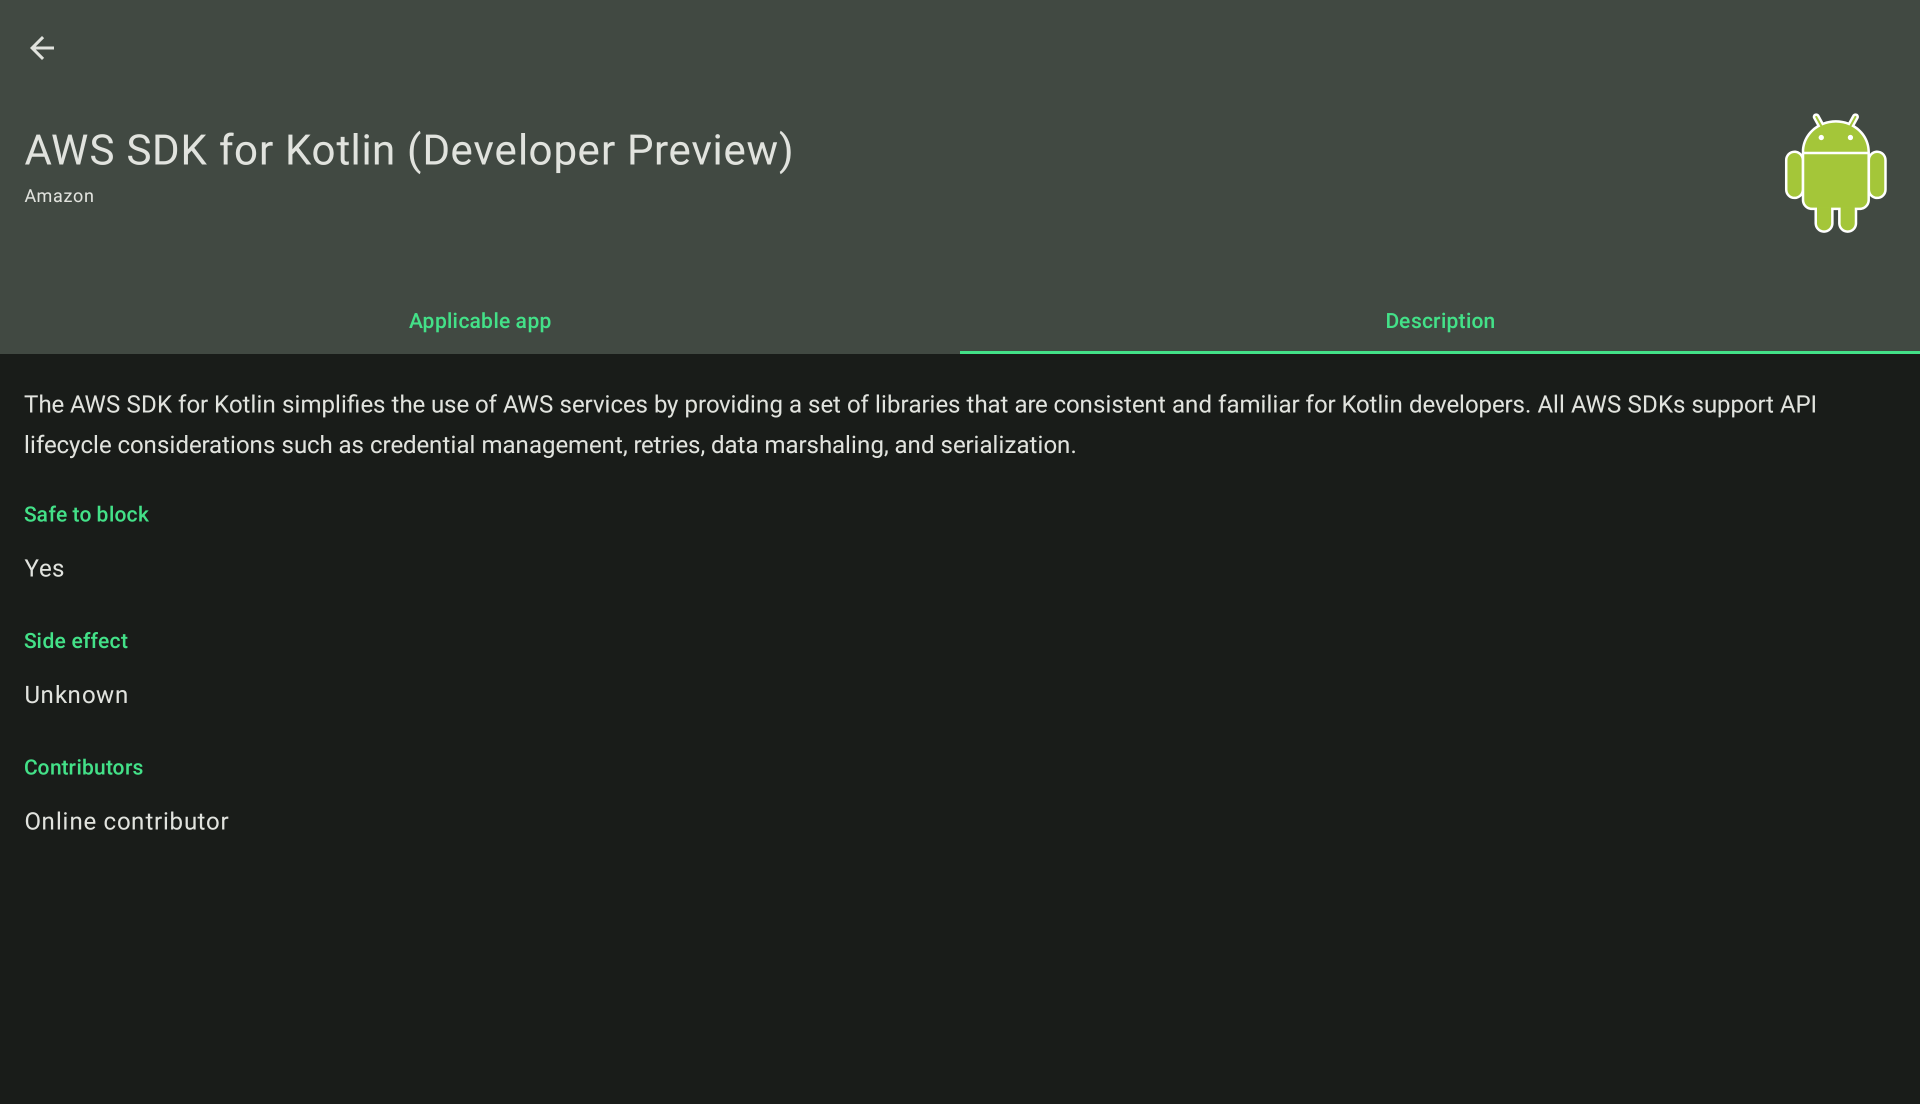 AWS SDK for Kotlin (Developer Preview)
Amazon
Applicable app
Description
The AWS SDK for Kotlin simplifies the use of AWS services by providing a set of libraries that are consistent and familiar for Kotlin developers. All AWS SDKs support API
lifecycle considerations such as credential management, retries, data marshaling, and serialization.
Safe to block
Yes
Side effect
Unknown
Contributors
Online contributor